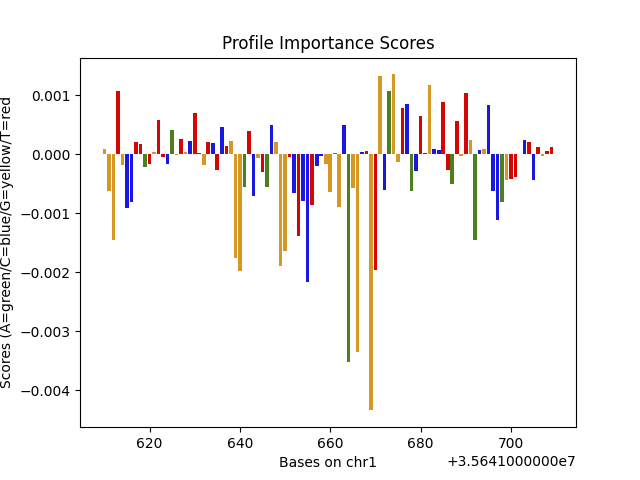 Profile Importance Scores
Scores (A=green/C=blue/G=yellow/T=red
0.001
0.000
−0.001
−0.002
−0.003
−0.004
620 640 660 680 700
Bases on chr1
+3.5641000000e7